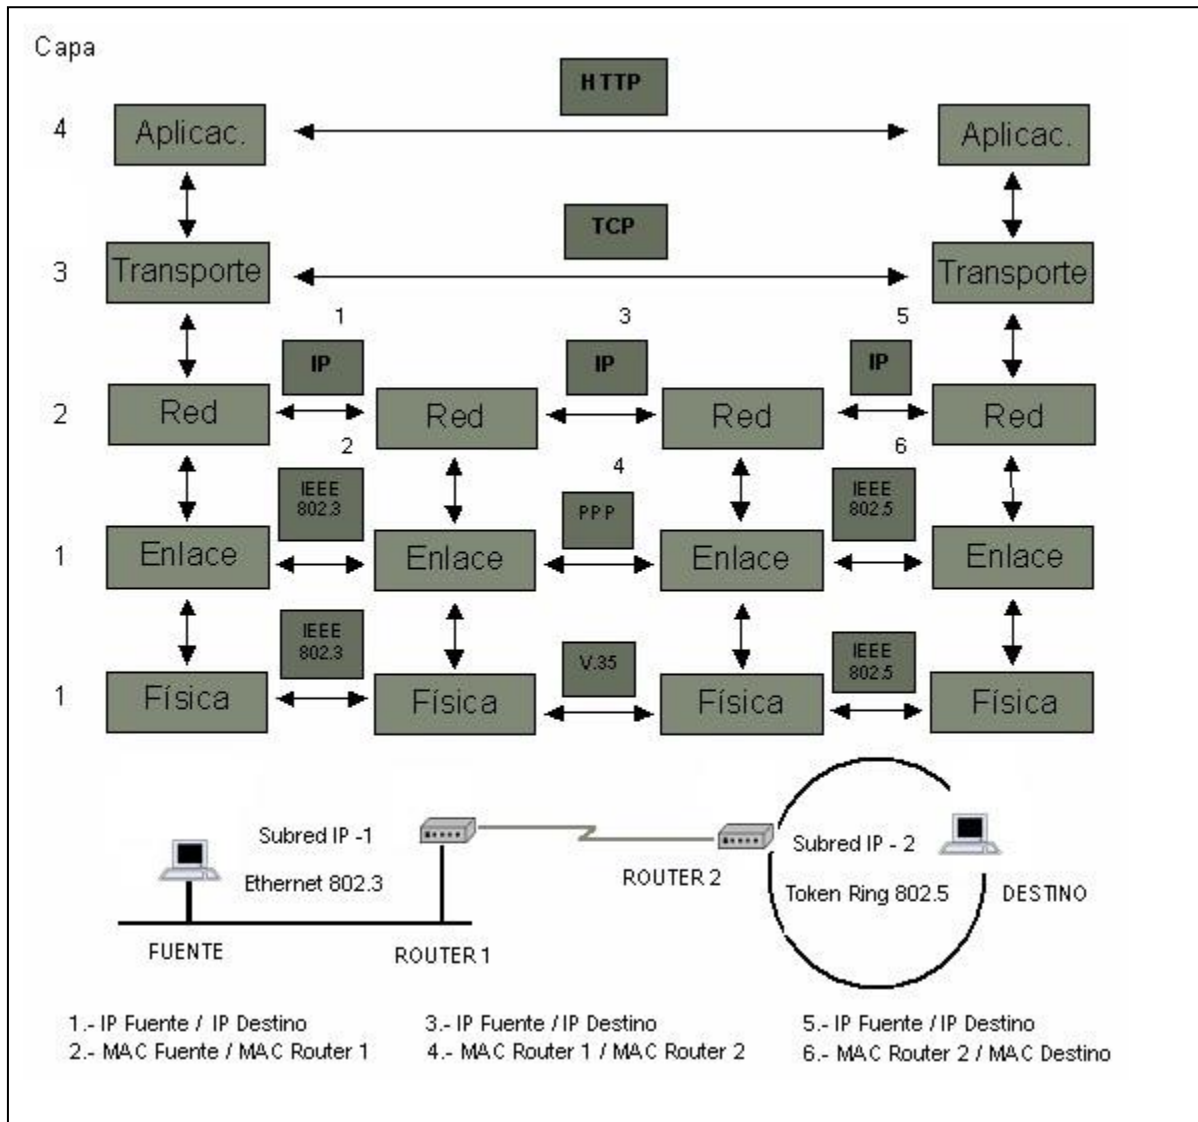 Capa
HTTP
4 Aplicac. Aplicac.
TCP
3 Transporte Transporte
1 3 5
IP IP IP
2 Red Red Red Red
2 4 6
IEEE 802.3 PPP IEEE 802.5
1 Enlace Enlace Enlace Enlace
IEEE 802.3 V.35 IEEE 802.5
1 Física Física Física Física
Subred IP -1
Ethernet 802.3
FUENTE
ROUTER 1
ROUTER 2
Subred IP - 2
Token Ring 802.5
DESTINO
1.- IP Fuente / IP Destino
2.- MAC Fuente / MAC Router 1
3.- IP Fuente / IP Destino
4.- MAC Router 1 / MAC Router 2
5.- IP Fuente / IP Destino
6.- MAC Router 2 / MAC Destino